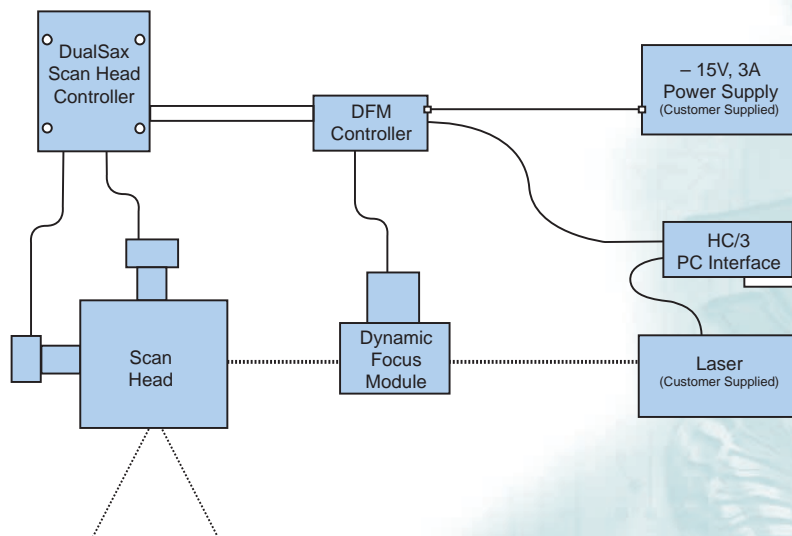 DualSax
Scan Head
Controller
DFM
Controller
– 15V, 3A
Power Supply
(Customer Supplied)
HC/3
PC Interface
Dynamic
Focus
Module
Scan
Head
Laser
(Customer Supplied)